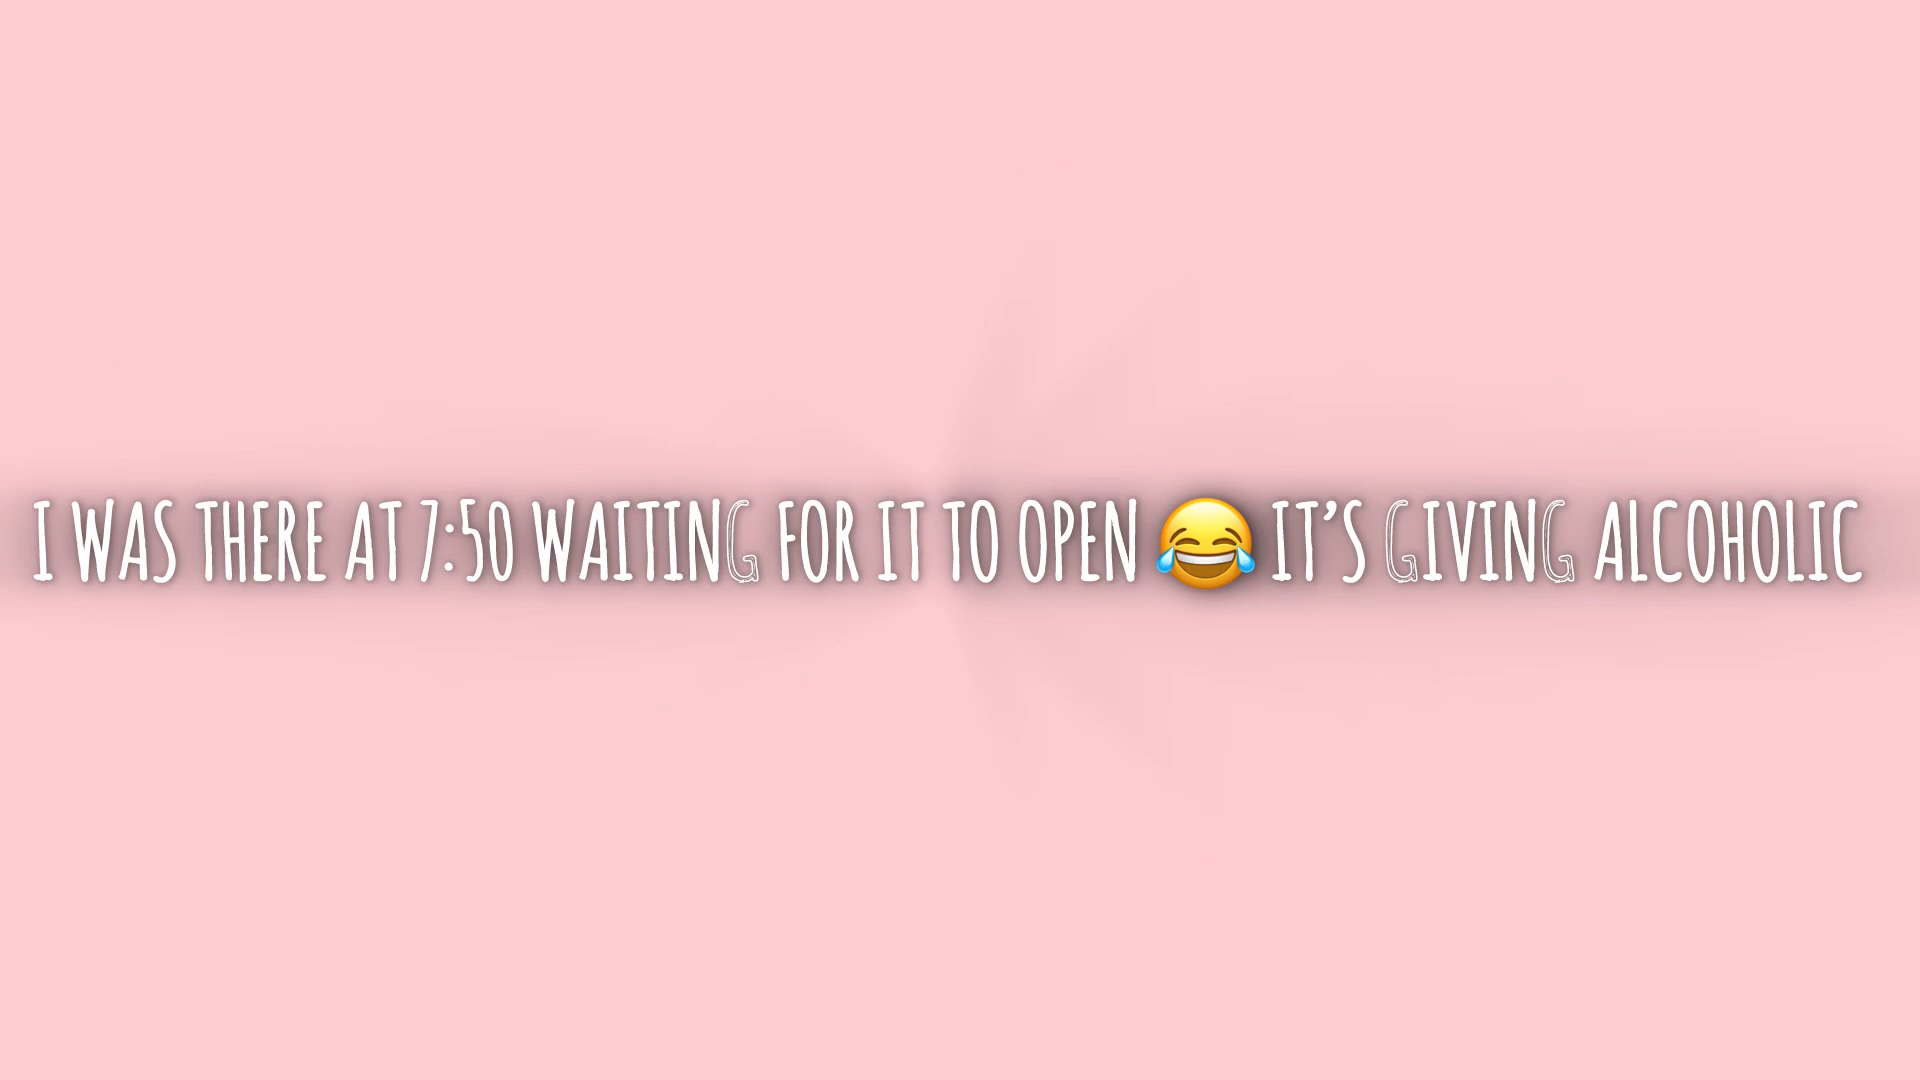 I WAS THERE AT 7:50 WAITING FOR IT TO OPEN 😂 IT’S GIVING ALCOHOLIC